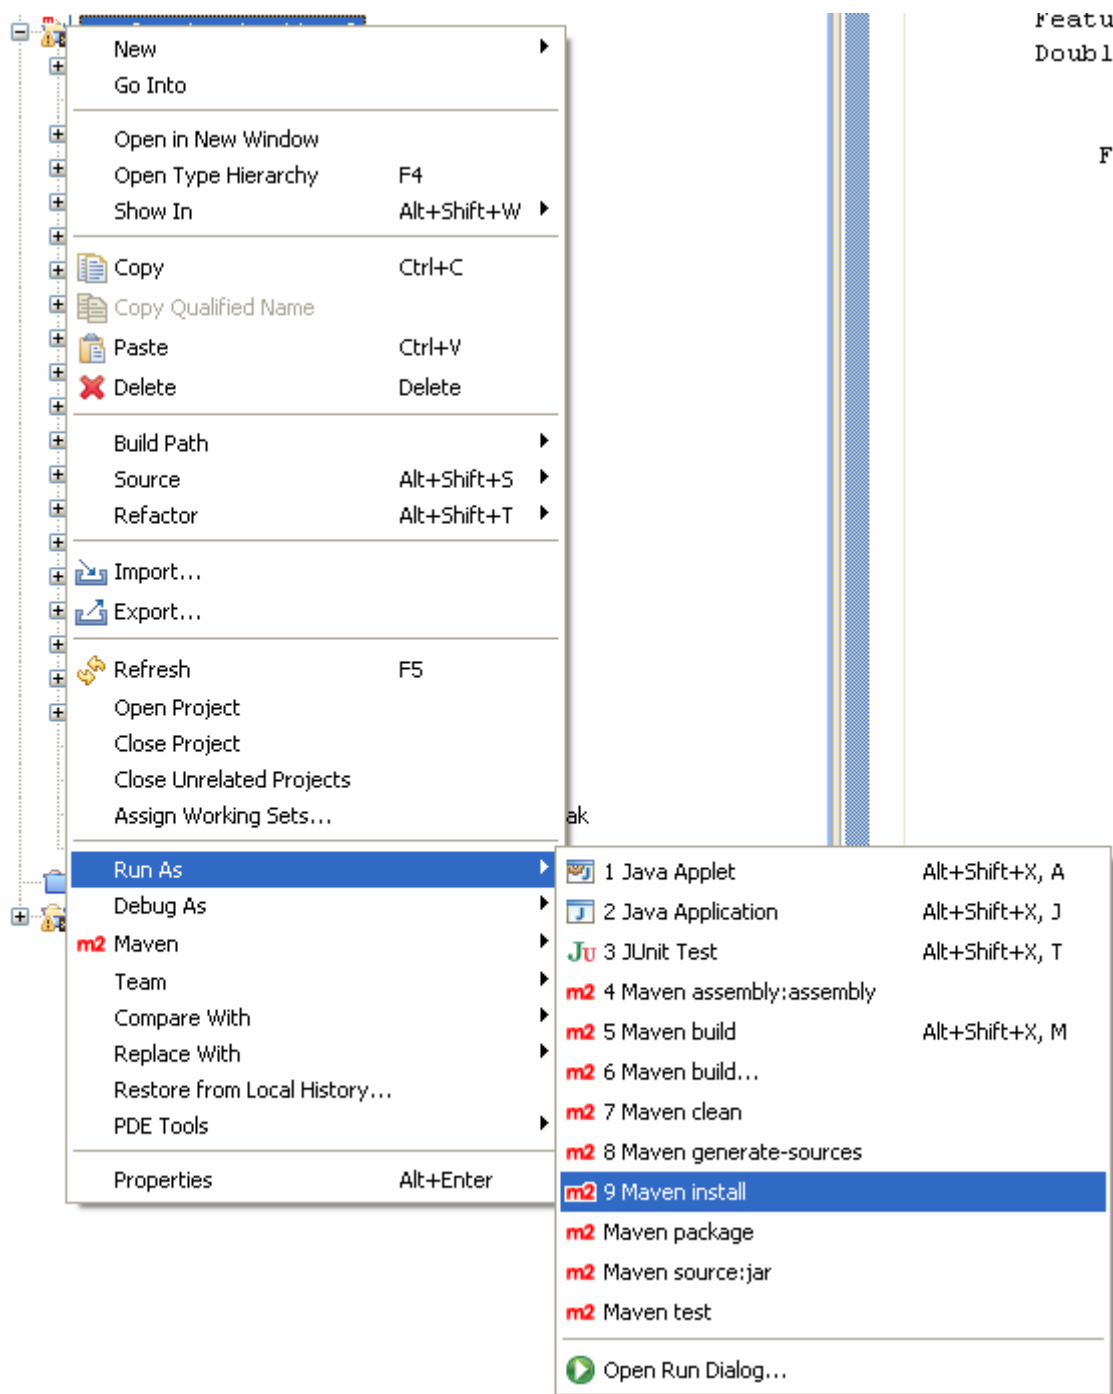 Featu
Doubl
F
New
Go Into
Open in New Window
Open Type Hierarchy F4
Show In Alt+Shift+W
Copy Ctrl+C
Copy Qualified Name
Paste Ctrl+V
Delete Delete
Build Path
Source Alt+Shift+S
Refactor Alt+Shift+T
Import...
Export...
Refresh F5
Open Project
Close Project
Close Unrelated Projects
Assign Working Sets...
ak
Run As
Debug As
m2 Maven
Team
Compare With
Replace With
Restore from Local History...
PDE Tools
Properties Alt+Enter
1 Java Applet Alt+Shift+X, A
J 2 Java Application Alt+Shift+X, J
JU 3 JUnit Test Alt+Shift+X, T
m2 4 Maven assembly:assembly
m2 5 Maven build Alt+Shift+X, M
m2 6 Maven build...
m2 7 Maven clean
m2 8 Maven generate-sources
m2 9 Maven install
m2 Maven package
m2 Maven source:jar
m2 Maven test
Open Run Dialog...